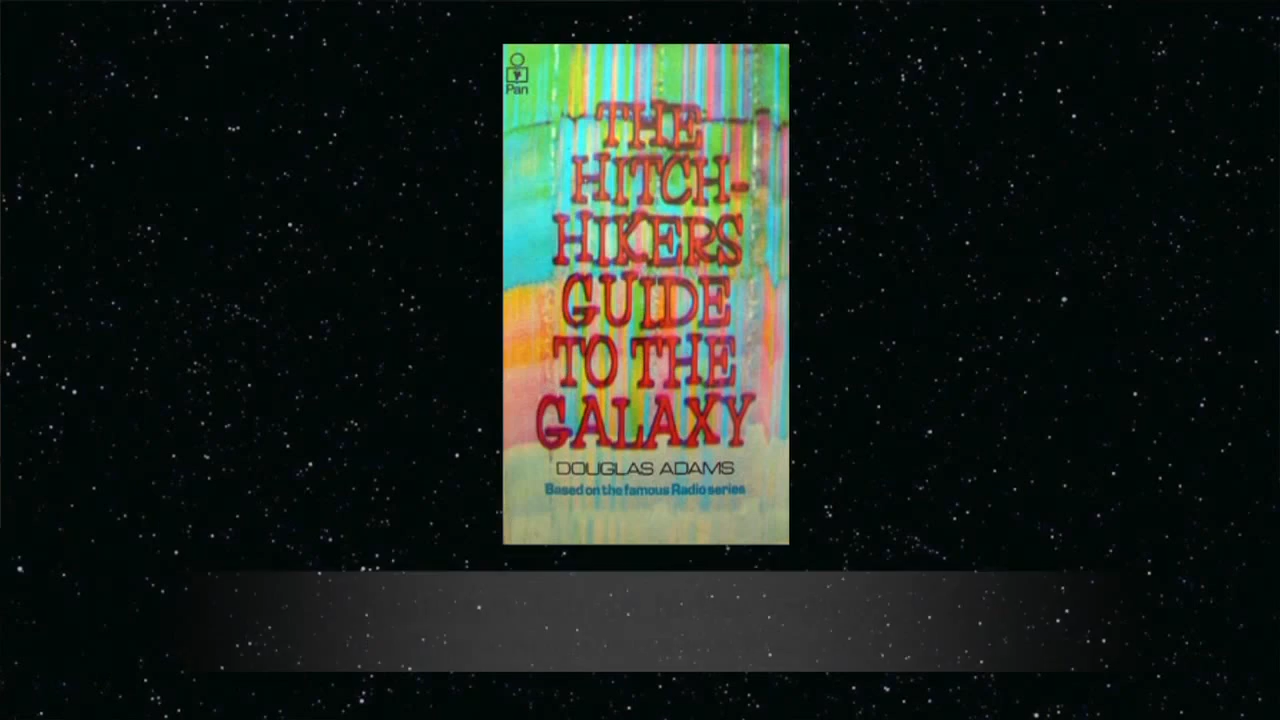 Pan
THE
HITCH-
HIKERS
GUIDE
TO THE
GALAXY
DOUGLAS ADAMS
Based on the famous Radio series